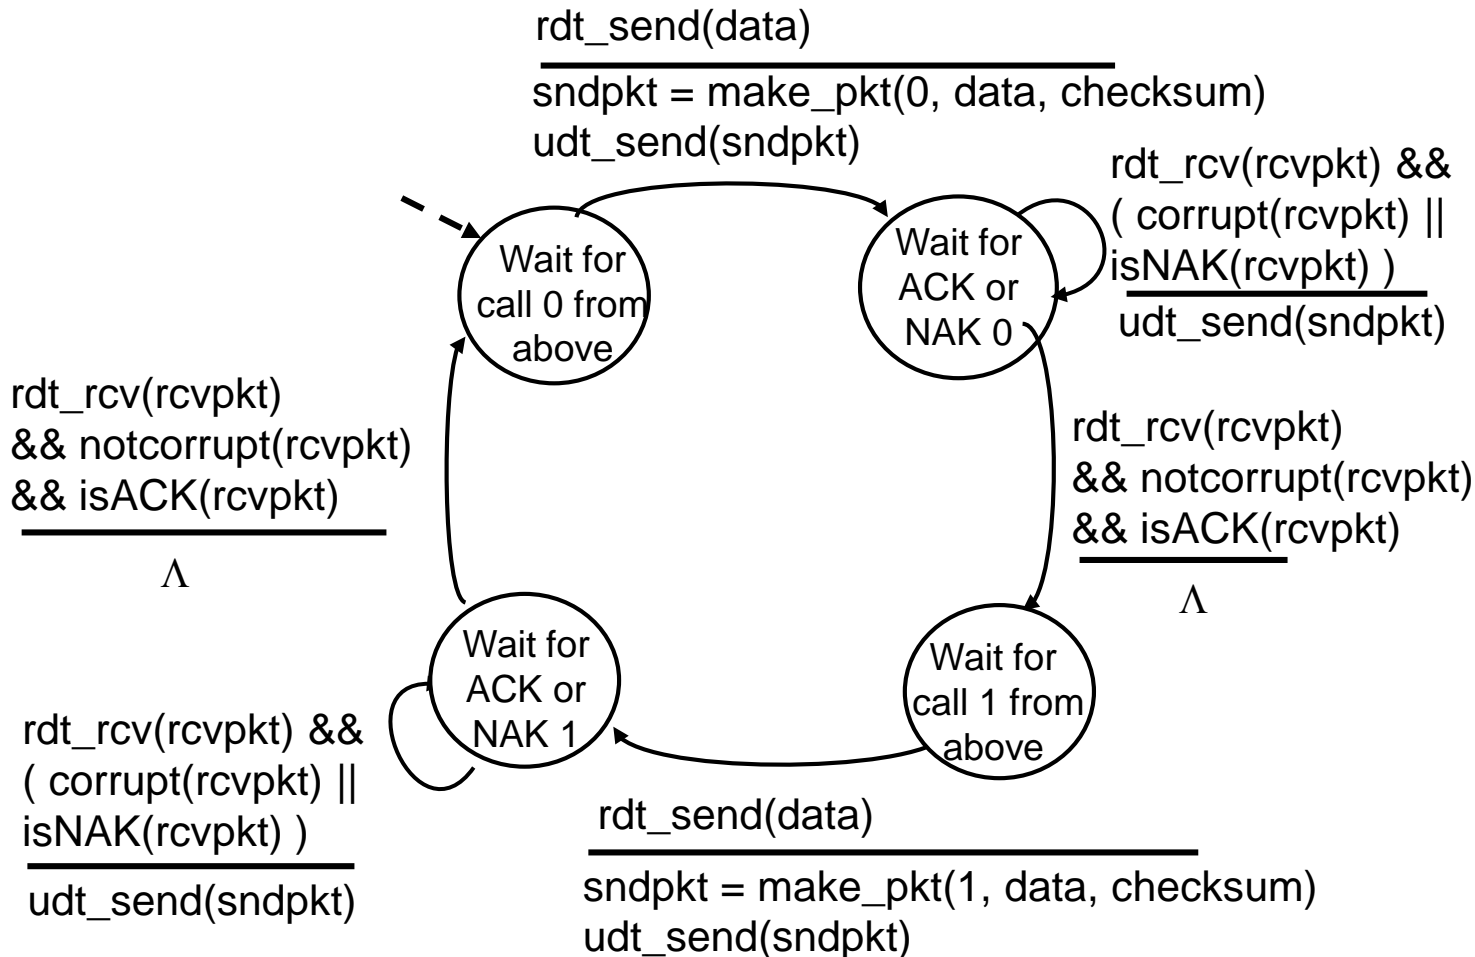 rdt_send(data)
sndpkt = make_pkt(0, data, checksum)
udt_send(sndpkt)
rdt_rcv(rcvpkt) &&
( corrupt(rcvpkt) ||
isNAK(rcvpkt) )
udt_send(sndpkt)
Wait for
call 0 from
above
Wait for
ACK or
NAK 0
rdt_rcv(rcvpkt)
&& notcorrupt(rcvpkt)
&& isACK(rcvpkt)
Λ
rdt_rcv(rcvpkt)
&& notcorrupt(rcvpkt)
&& isACK(rcvpkt)
Λ
Wait for
ACK or
NAK 1
Wait for
call 1 from
above
rdt_rcv(rcvpkt) &&
( corrupt(rcvpkt) ||
isNAK(rcvpkt) )
udt_send(sndpkt)
rdt_send(data)
sndpkt = make_pkt(1, data, checksum)
udt_send(sndpkt)